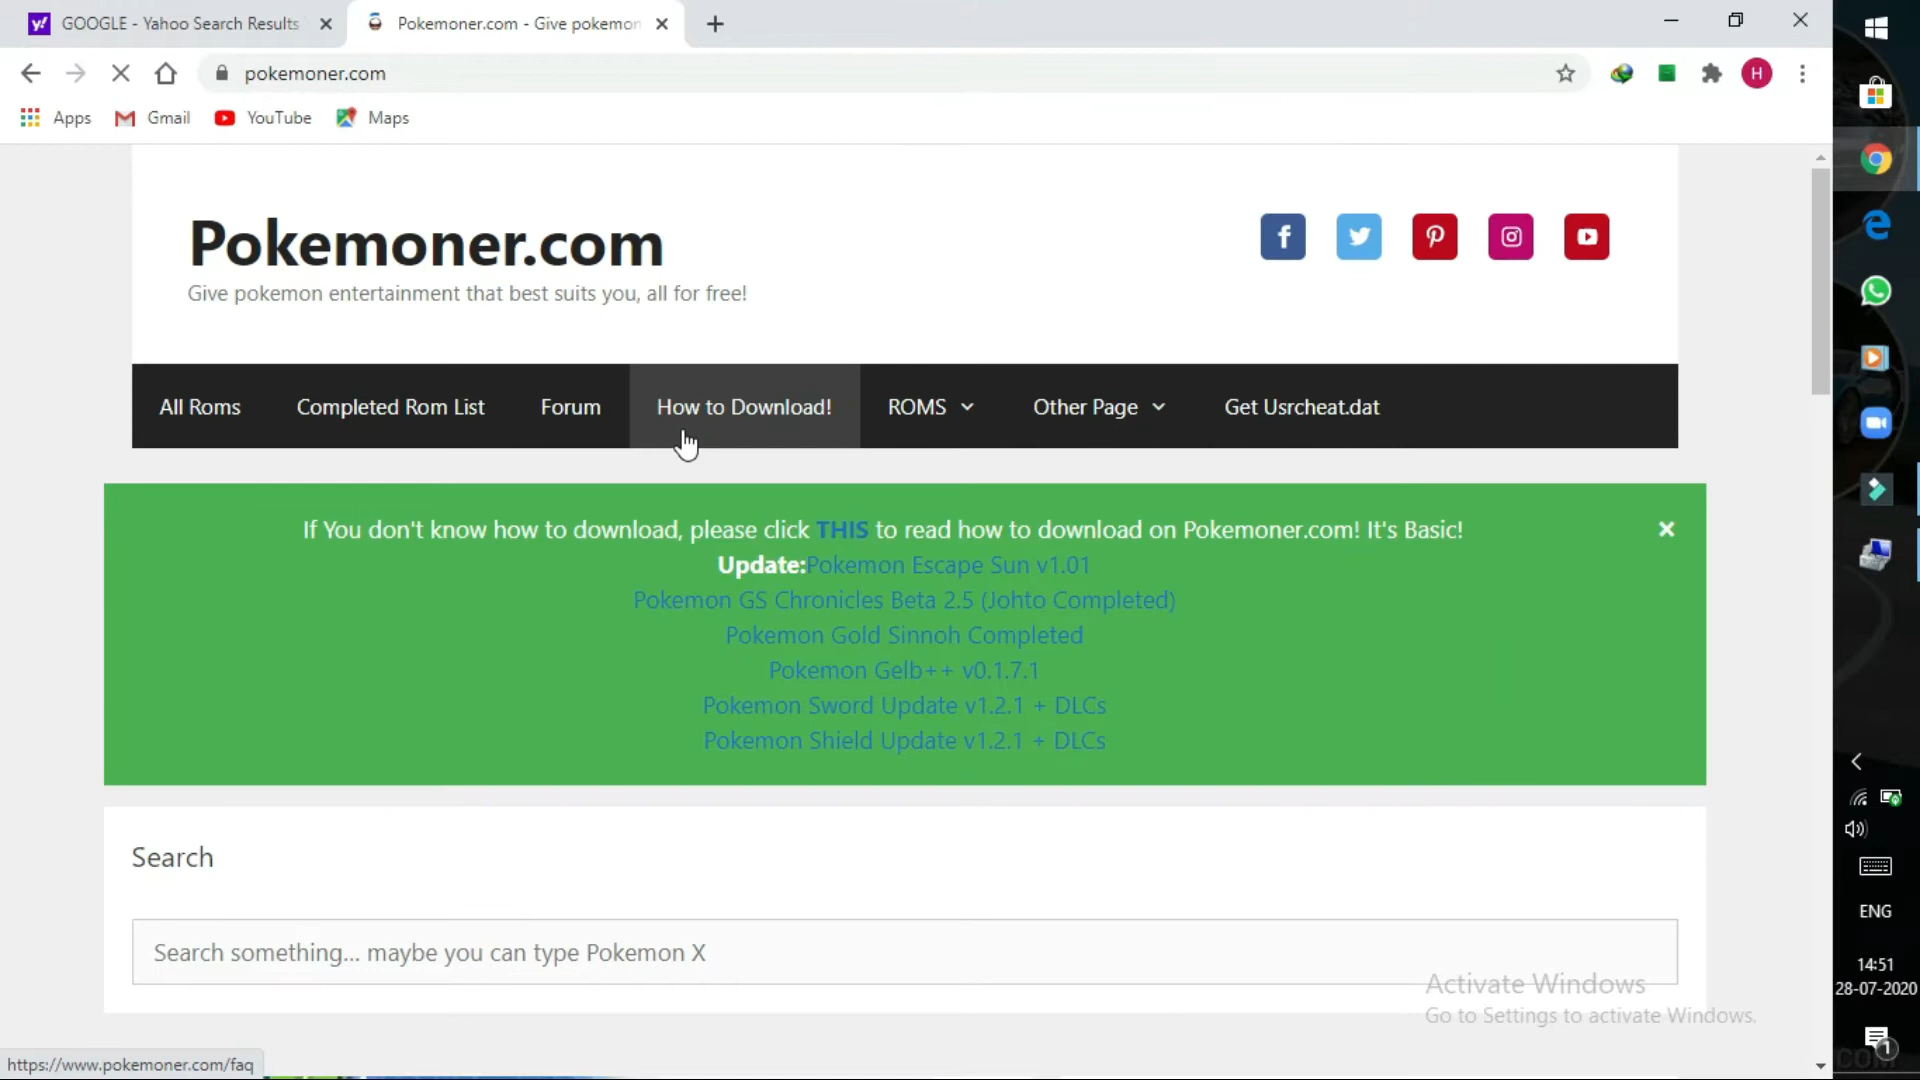 GOOGLE - Yahoo Search Results
Pokemoner.com - Give pokemon
pokemoner.com
H
Apps
Gmail
YouTube
Maps
Pokemoner.com
Give pokemon entertainment that best suits you, all for free!
All Roms
Completed Rom List
Forum
How to Download!
ROMS
Other Page
Get Usrcheat.dat
If You don't know how to download, please click THIS to read how to download on Pokemoner.com! It's Basic!
Update:Pokemon Escape Sun v1.01
Pokemon GS Chronicles Beta 2.5 (Johto Completed)
Pokemon Gold Sinnoh Completed
Pokemon Gelb++ v0.1.7.1
Pokemon Sword Update v1.2.1 + DLCs
Pokemon Shield Update v1.2.1 + DLCs
Search
Search something... maybe you can type Pokemon X
Activate Windows
Go to Settings to activate Windows.
https://www.pokemoner.com/faq
ENG
14:51
28-07-2020
1